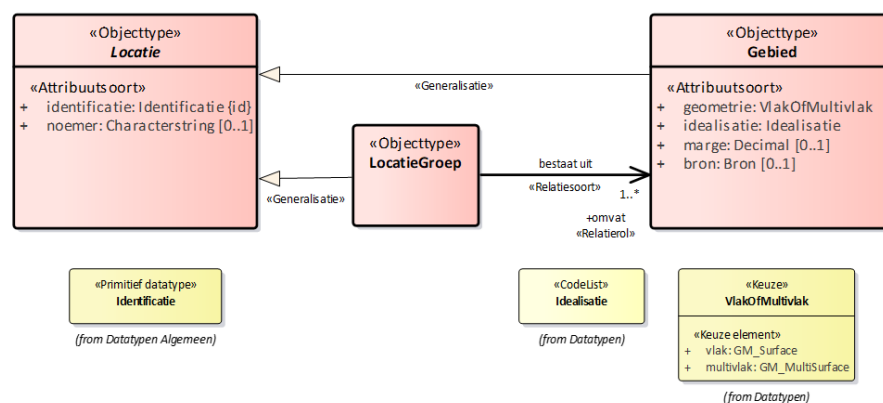 «Objecttype»
Locatie
«Attribuutsoort»
+ identificatie: Identificatie {id}
+ noemer: Characterstring [0..1]
«Generalisatie»
«Objecttype»
Gebied
«Attribuutsoort»
+ geometrie: VlakOfMultivlak
+ idealisatie: Idealisatie
+ marge: Decimal [0..1]
+ bron: Bron [0..1]
«Objecttype»
LocatieGroep
«Generalisatie»
bestaat uit
«Relatiesoort»
1..*
+omvat
«Relatierol»
«Primitief datatype»
Identificatie
(from Datatypen Algemeen)
«CodeList»
Idealisatie
(from Datatypen)
«Keuze»
VlakOfMultivlak
«Keuze element»
+ vlak: GM_Surface
+ multivlak: GM_MultiSurface
(from Datatypen)